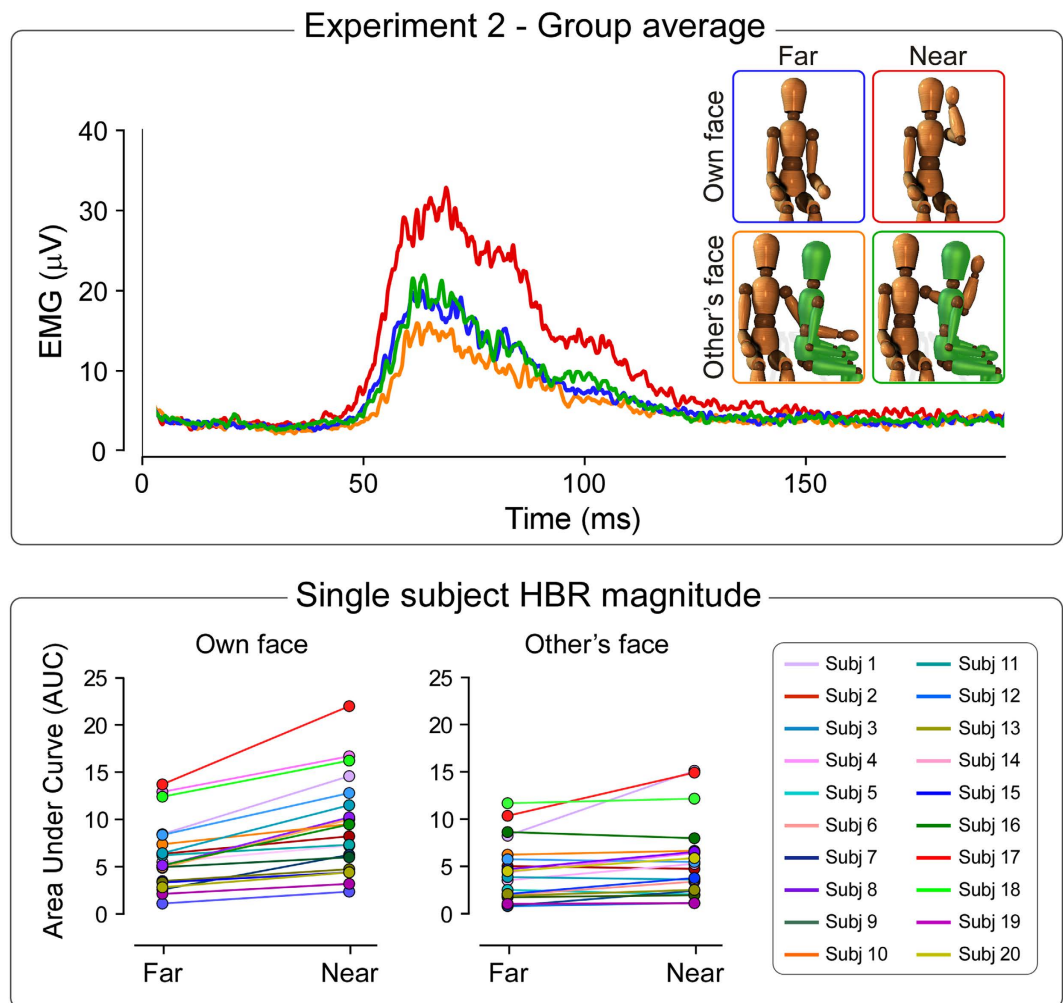 Experiment 2 - Group average
Far Near
Own face
Other's face
EMG (μV)
40
30
20
10
0
0 50 100 150
Time (ms)
Single subject HBR magnitude
Own face Other's face
Area Under Curve (AUC)
25 25
20 20
15 15
10 10
5 5
0 0
Far Near Far Near
Subj 1 Subj 11
Subj 2 Subj 12
Subj 3 Subj 13
Subj 4 Subj 14
Subj 5 Subj 15
Subj 6 Subj 16
Subj 7 Subj 17
Subj 8 Subj 18
Subj 9 Subj 19
Subj 10 Subj 20